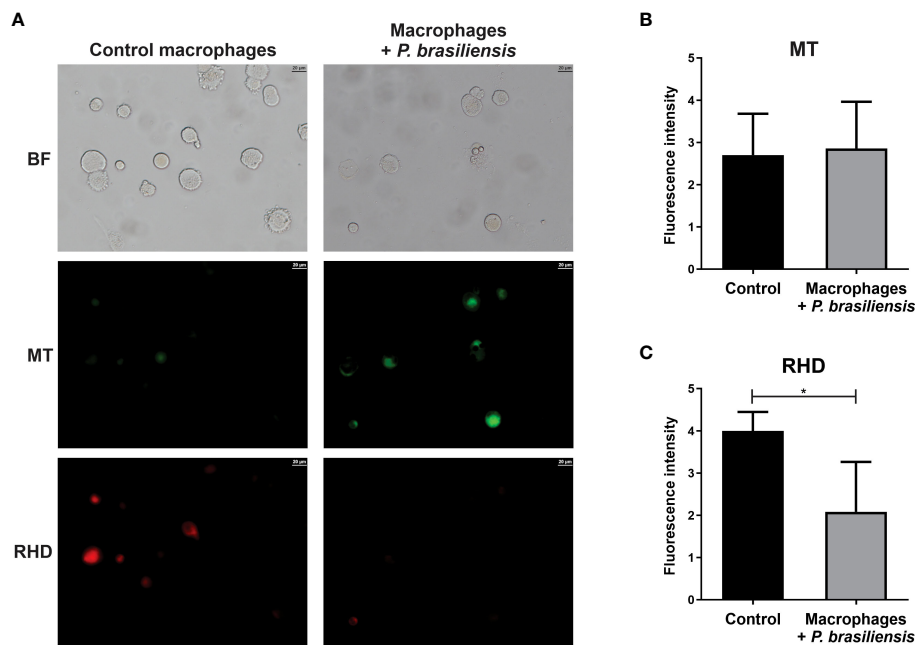 A
Control macrophages
Macrophages
+ P. brasiliensis
BF
20 µm
20 µm
MT
20 µm
20 µm
RHD
20 µm
20 µm
B
MT
Fluorescence intensity
5
4
3
2
1
0
Control
Macrophages
+ P. brasiliensis
C
RHD
*
Fluorescence intensity
5
4
3
2
1
0
Control
Macrophages
+ P. brasiliensis